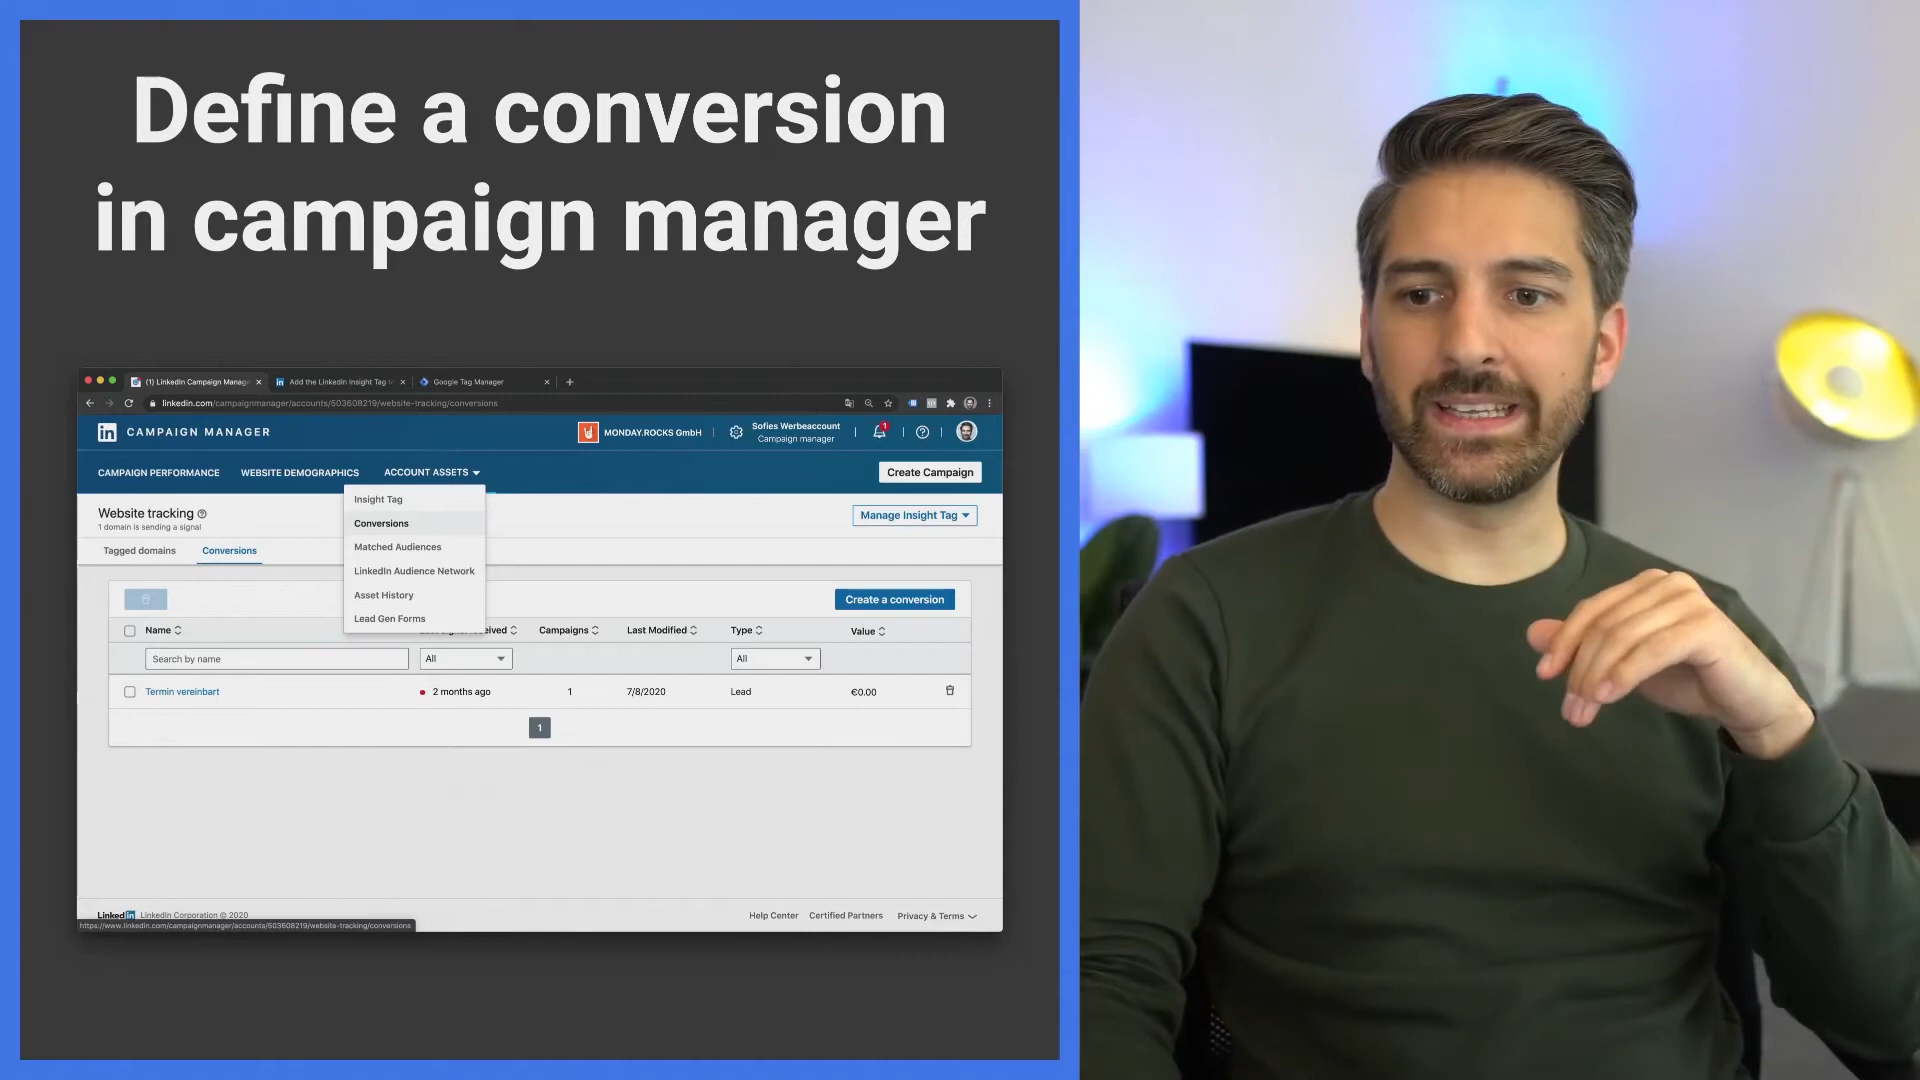 Define a conversion
in campaign manager
(1) LinkedIn Campaign Manag
Add the LinkedIn Insight Tag t
Google Tag Manager
linkedin.com/campaignmanager/accounts/503608219/website-tracking/conversions
in CAMPAIGN MANAGER
MONDAY.ROCKS GmbH
Sofies Werbeaccount
Campaign manager
1
CAMPAIGN PERFORMANCE
WEBSITE DEMOGRAPHICS
ACCOUNT ASSETS
Create Campaign
Insight Tag
Conversions
Matched Audiences
LinkedIn Audience Network
Asset History
Lead Gen Forms
Website tracking
1 domain is sending a signal
Manage Insight Tag
Tagged domains
Conversions
Create a conversion
Name
Campaigns
Last Modified
Type
Value
Search by name
All
All
Termin vereinbart
2 months ago
1
7/8/2020
Lead
€0.00
1
Linkedin LinkedIn Corporation © 2020
Help Center
Certified Partners
Privacy & Terms
https://www.linkedin.com/campaignmanager/accounts/503608219/website-tracking/conversions